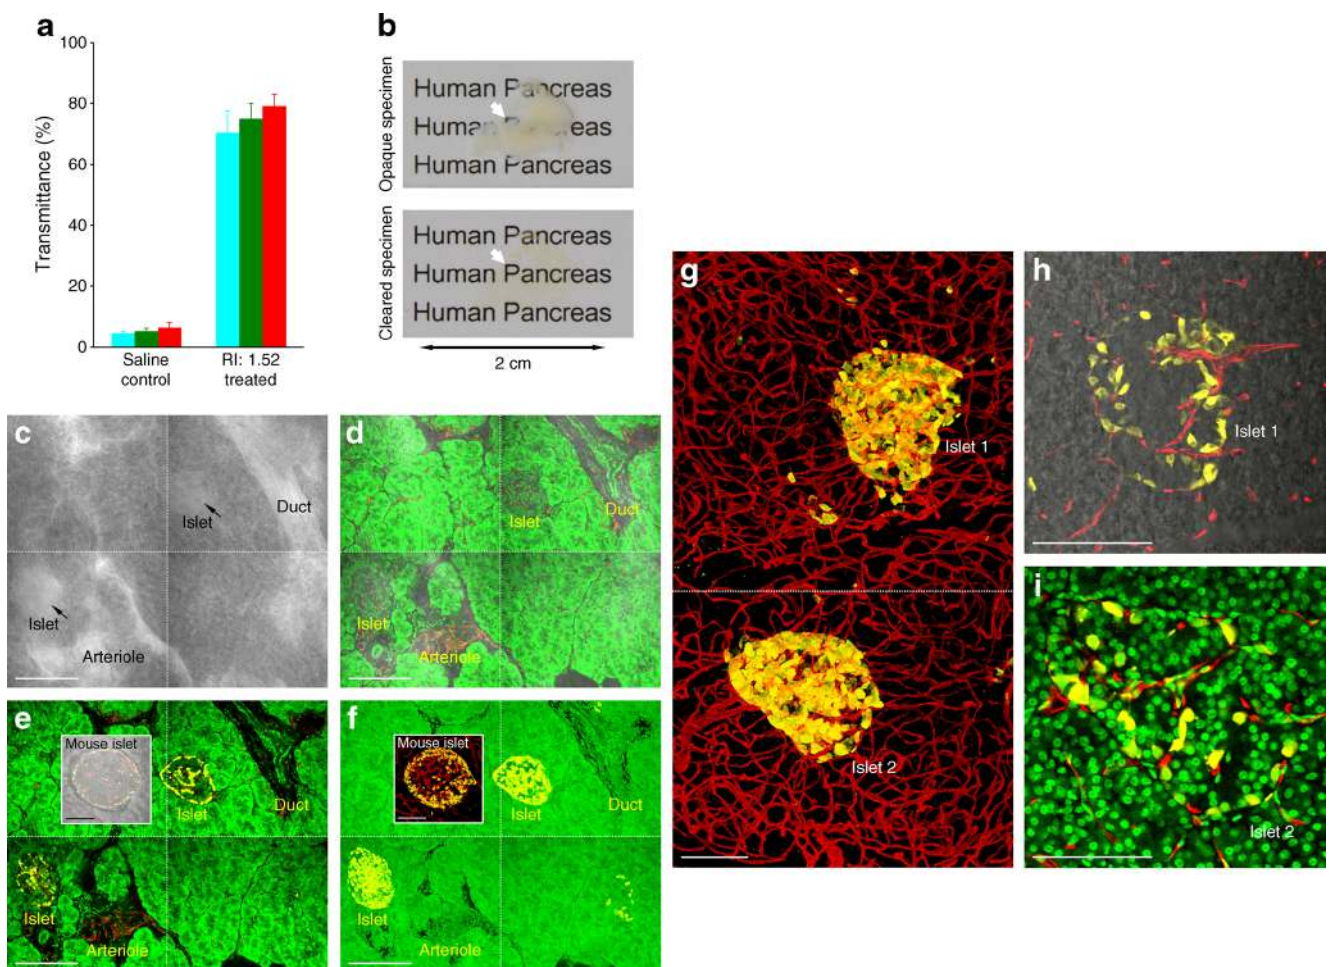 a
100
80
60
40
20
0
Transmittance (%)
Saline control
RI: 1.52 treated
b
Opaque specimen
Human Pancreas
Human Pancreas
Human Pancreas
Cleared specimen
Human Pancreas
Human Pancreas
Human Pancreas
2 cm
c
Islet
Duct
Islet
Arteriole
d
Islet
Duct
Islet
Arteriole
e
Mouse islet
Islet
Duct
Islet
Arteriole
f
Mouse islet
Islet
Duct
Islet
Arteriole
g
Islet 1
Islet 2
h
Islet 1
i
Islet 2